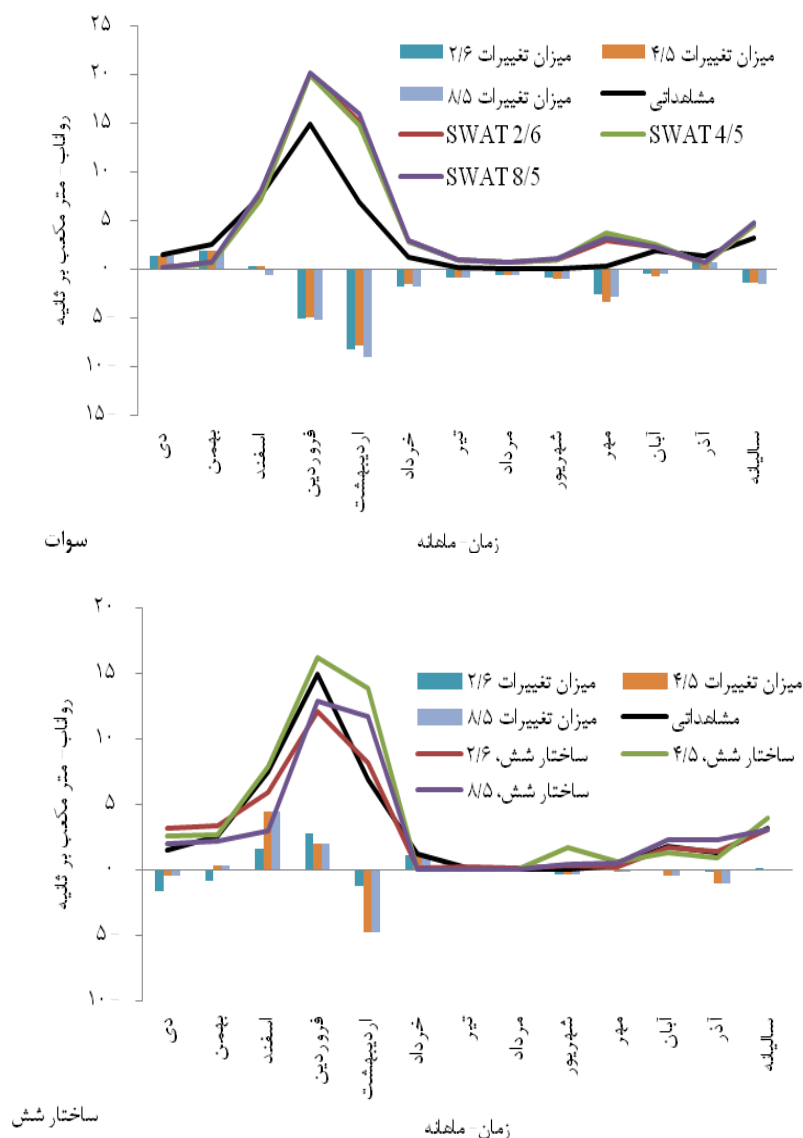 ۲۵
۲۰
۱۵
۱۰
۵
۰
۵ -
۱۰ -
۱۵ -
رواناب - متر مکعب بر ثانیه
میزان تغییرات ۲/۶
میزان تغییرات ۴/۵
میزان تغییرات ۸/۵
مشاهداتی
SWAT 2/6
SWAT 4/5
SWAT 8/5
دی
بهمن
اسفند
فروردین
اردیبهشت
خرداد
تیر
مرداد
شهریور
مهر
آبان
آذر
سالیانه
زمان-ماهانه
سوات
۲۰
۱۵
۱۰
۵
۰
۵ -
۱۰ -
رواناب - متر مکعب بر ثانیه
میزان تغییرات ۲/۶
میزان تغییرات ۴/۵
میزان تغییرات ۸/۵
مشاهداتی
ساختار شش، ۲/۶
ساختار شش، ۴/۵
ساختار شش، ۸/۵
دی
بهمن
اسفند
فروردین
اردیبهشت
خرداد
تیر
مرداد
شهریور
مهر
آبان
آذر
سالیانه
زمان-ماهانه
ساختار شش